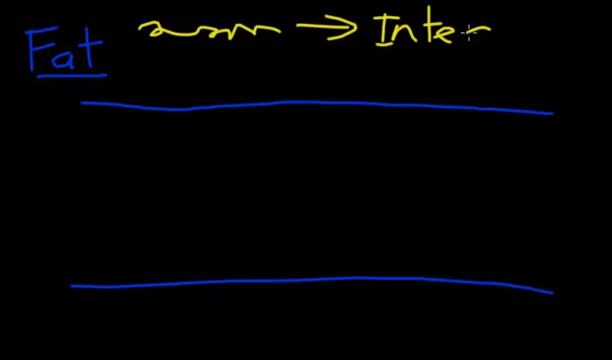 Fat → Inte